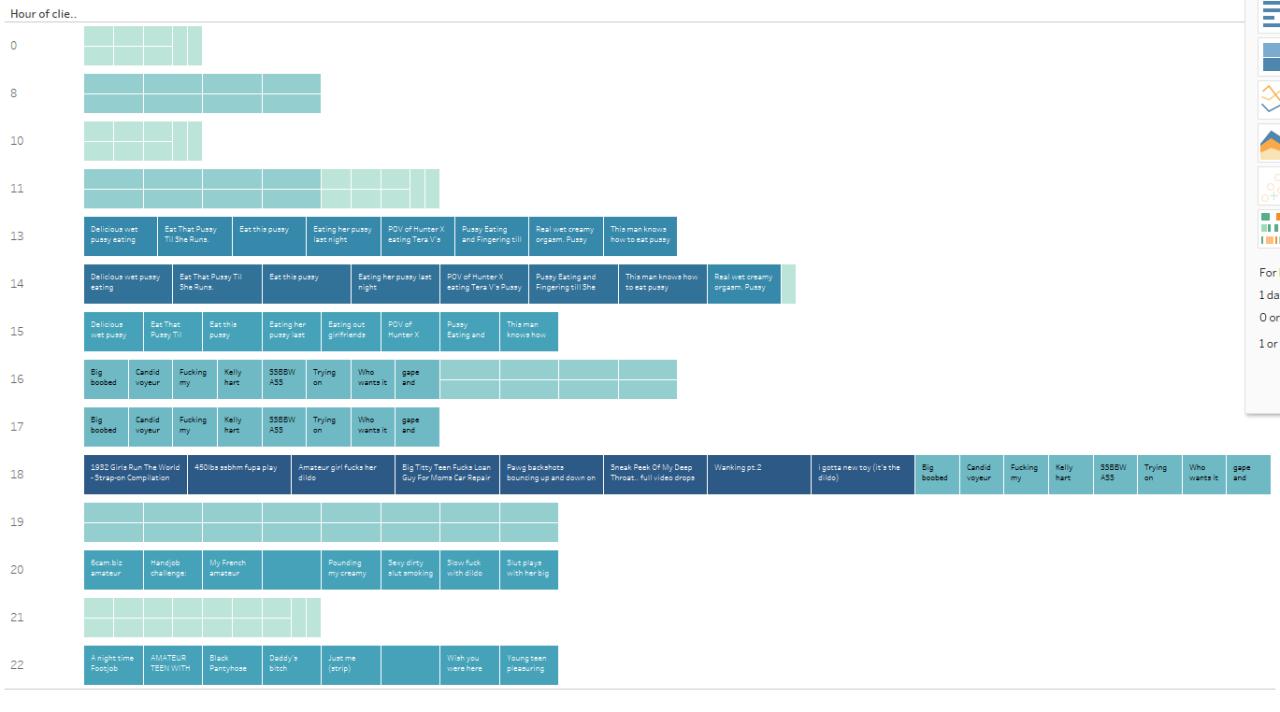 Hour of clie..
0
8
10
11
13
Delicious wet
pussy eating
Eat That Pussy
Til She Runs.
Eat this pussy
Eating her pussy
last night
POV of Hunter X
eating Tera V's
Pussy Eating
and Fingering till
Real wet creamy
orgasm. Pussy
This man knows
how to eat pussy
14
Delicious wet pussy
eating
Eat That Pussy Til
She Runs.
Eat this pussy
Eating her pussy last
night
POV of Hunter X
eating Tera V's Pussy
Pussy Eating and
Fingering till She
This man knows how
to eat pussy
Real wet creamy
orgasm. Pussy
15
Delicious
wet pussy
Eat That
Pussy Til
Eat this
pussy
Eating her
pussy last
Eating out
girlfriends
POV of
Hunter X
Pussy
Eating and
This man
knows how
16
Big
boobed
Candid
voyeur
Fucking
my
Kelly
hart
SSBBW
ASS
Trying
on
Who
wants it
gape
and
17
Big
boobed
Candid
voyeur
Fucking
my
Kelly
hart
SSBBW
ASS
Trying
on
Who
wants it
gape
and
18
1932 Girls Run The World
- Strap-on Compilation
450lbs ssbhm fupa play
Amateur girl fucks her
dildo
Big Titty Teen Fucks Loan
Guy For Moms Car Repair
Pawg backshots
bouncing up and down on
Sneak Peek Of My Deep
Throat.. full video drops
Wanking pt.2
i gotta new toy (it's the
dildo)
Big
boobed
Candid
voyeur
Fucking
my
Kelly
hart
SSBBW
ASS
Trying
on
Who
wants it
gape
and
19
20
6cam.biz
amateur
Handjob
challenge:
My French
amateur
Pounding
my creamy
Sexy dirty
slut smoking
Slow fuck
with dildo
Slut plays
with her big
21
22
A night time
Footjob
AMATEUR
TEEN WITH
Black
Pantyhose
Daddy's
bitch
Just me
(strip)
Wish you
were here
Young teen
pleasuring
For
1 da
0 or
1 or